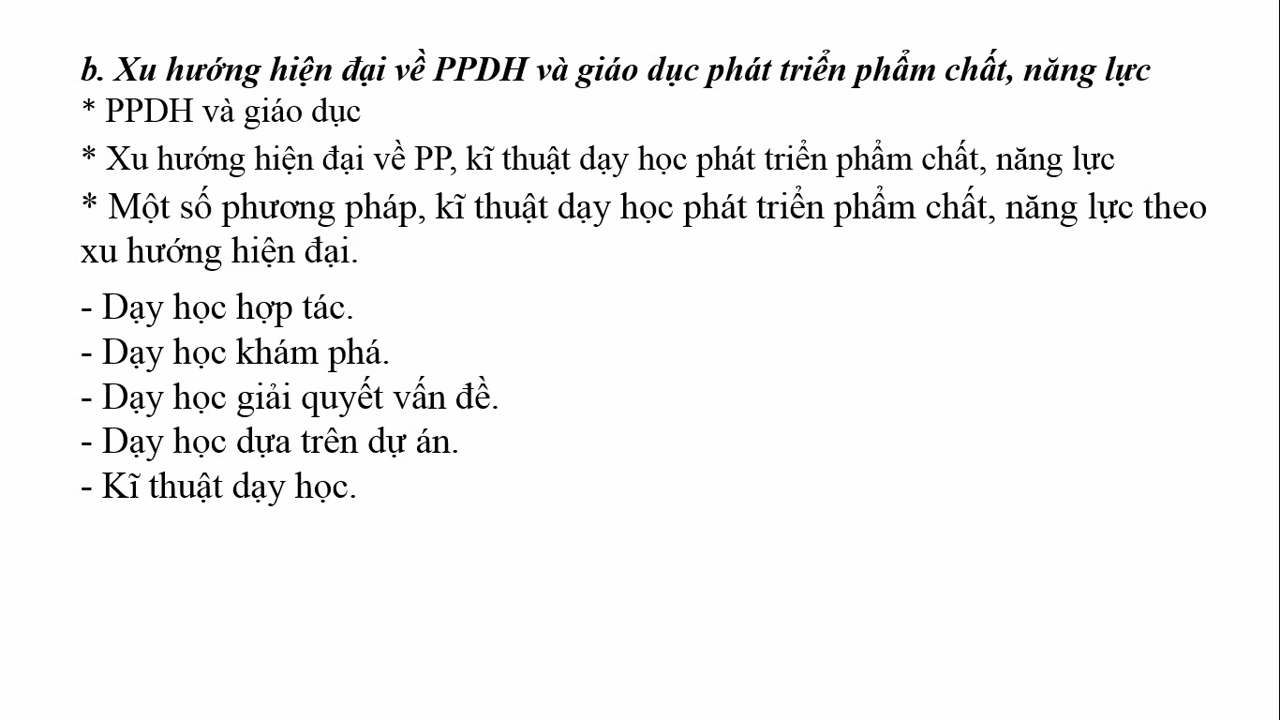 b. Xu hướng hiện đại về PPDH và giáo dục phát triển phẩm chất, năng lực
* PPDH và giáo dục
* Xu hướng hiện đại về PP, kĩ thuật dạy học phát triển phẩm chất, năng lực
* Một số phương pháp, kĩ thuật dạy học phát triển phẩm chất, năng lực theo
xu hướng hiện đại.
- Dạy học hợp tác.
- Dạy học khám phá.
- Dạy học giải quyết vấn đề.
- Dạy học dựa trên dự án.
- Kĩ thuật dạy học.